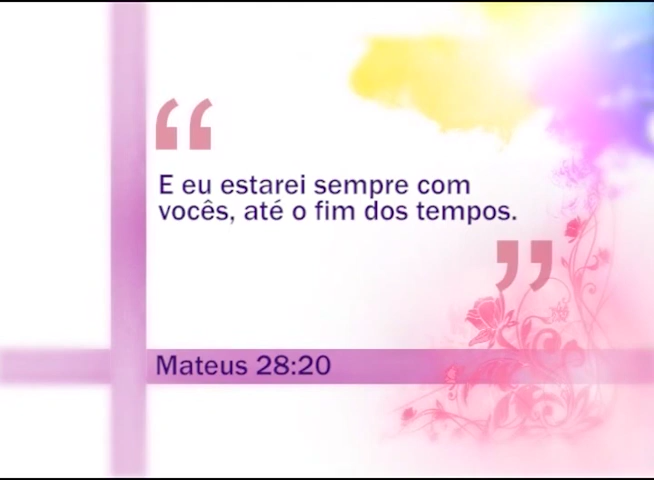 “
E eu estarei sempre com
vocês, até o fim dos tempos.
”
Mateus 28:20